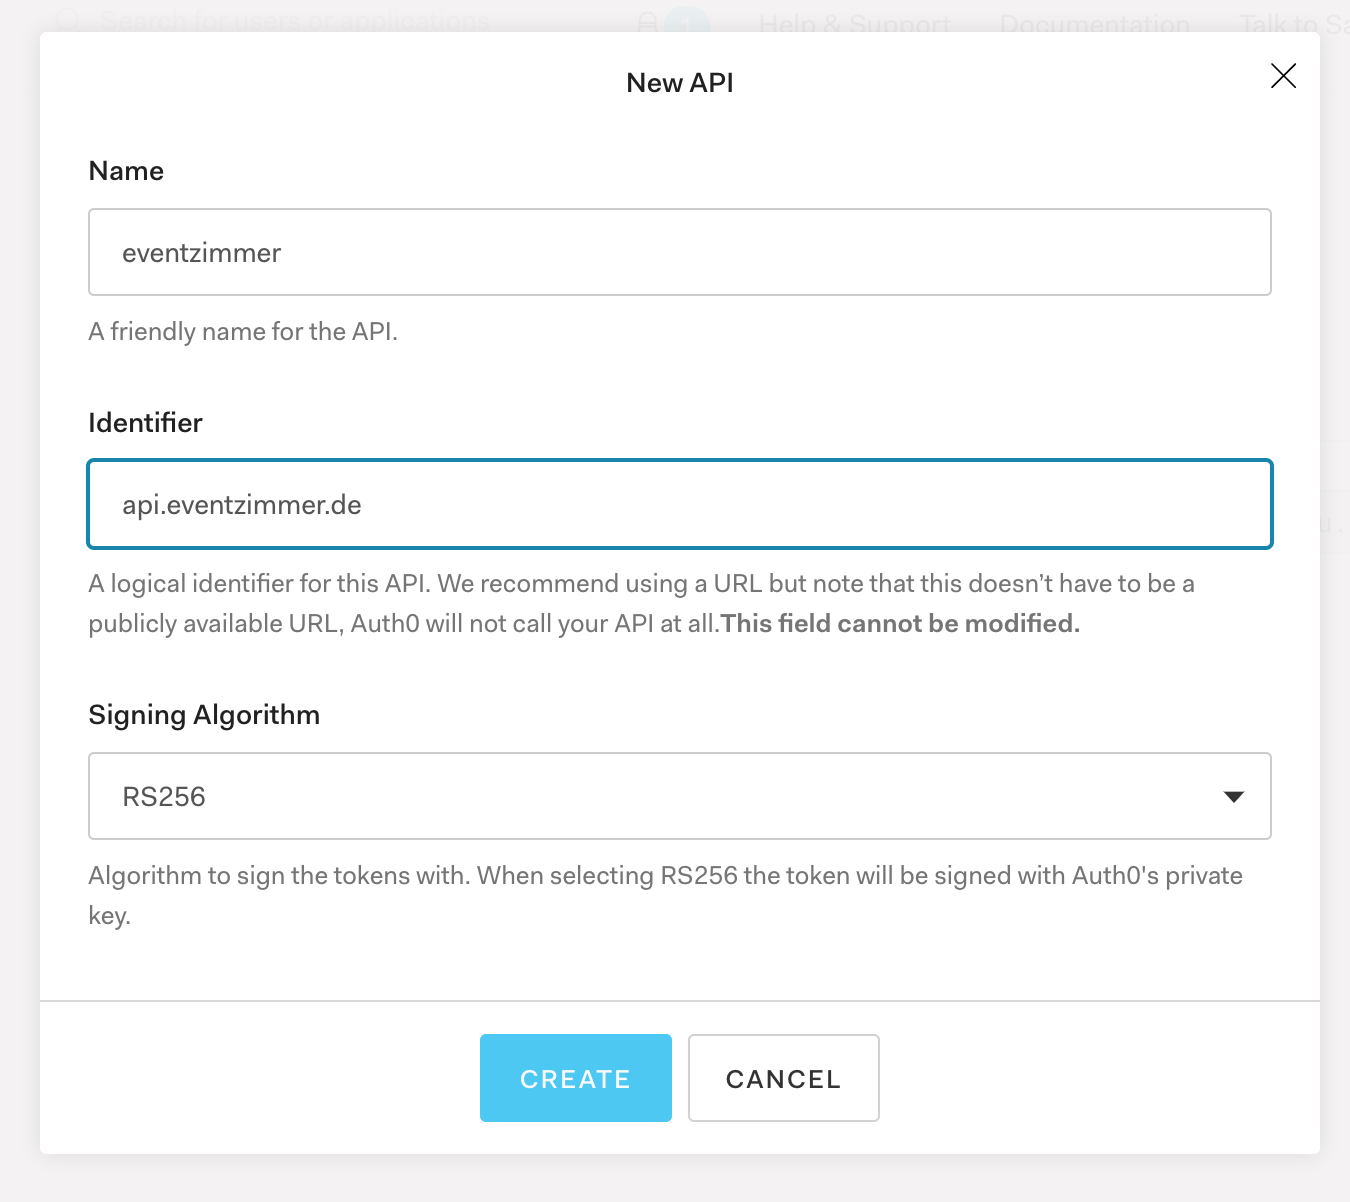 Search for users or applications
1
Help & Support
Documentation
Talk to Sa
New API
Name
eventzimmer
A friendly name for the API.
Identifier
api.eventzimmer.de
A logical identifier for this API. We recommend using a URL but note that this doesn’t have to be a
publicly available URL, Auth0 will not call your API at all.This field cannot be modified.
Signing Algorithm
RS256
Algorithm to sign the tokens with. When selecting RS256 the token will be signed with Auth0's private
key.
CREATE
CANCEL